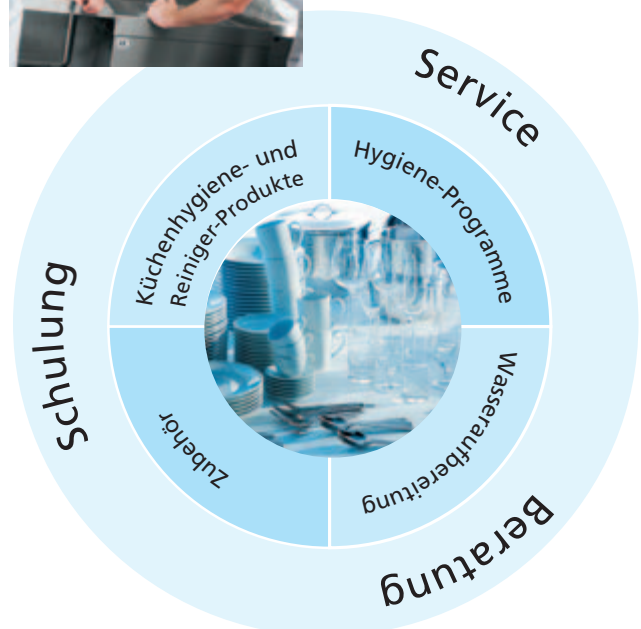 Service
Küchenhygiene- und
Reiniger-Produkte
Hygiene-Programme
Schulung
Zubehör
Wasseraufbereitung
Beratung